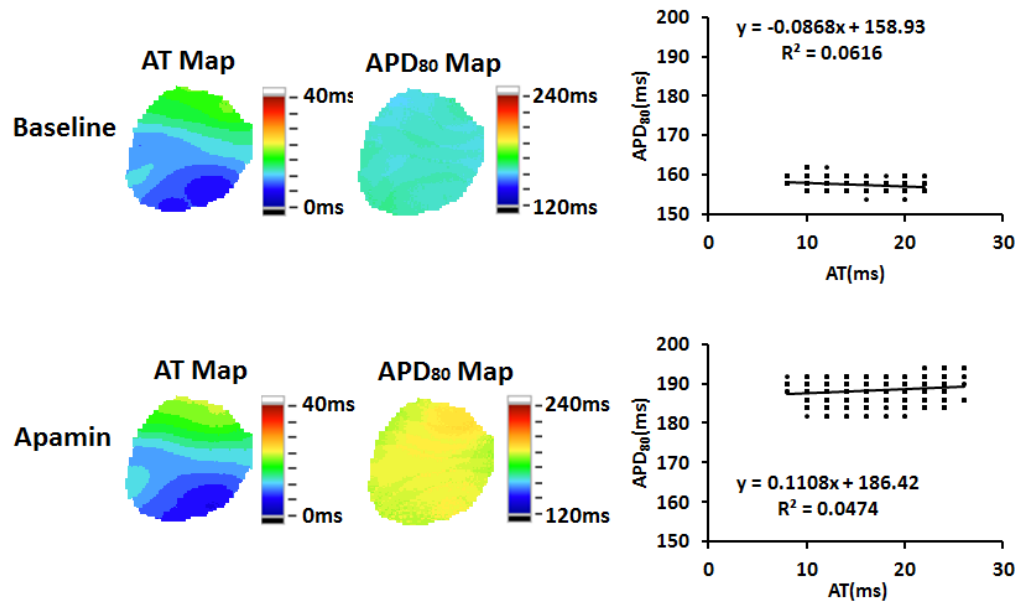 AT Map
APD80 Map
Baseline
40ms
0ms
240ms
120ms
y = -0.0868x + 158.93
R² = 0.0616
APD80(ms)
200
190
180
170
160
150
0
10
20
30
AT(ms)
AT Map
APD80 Map
Apamin
40ms
0ms
240ms
120ms
APD80(ms)
200
190
180
170
160
150
y = 0.1108x + 186.42
R² = 0.0474
0
10
20
30
AT(ms)